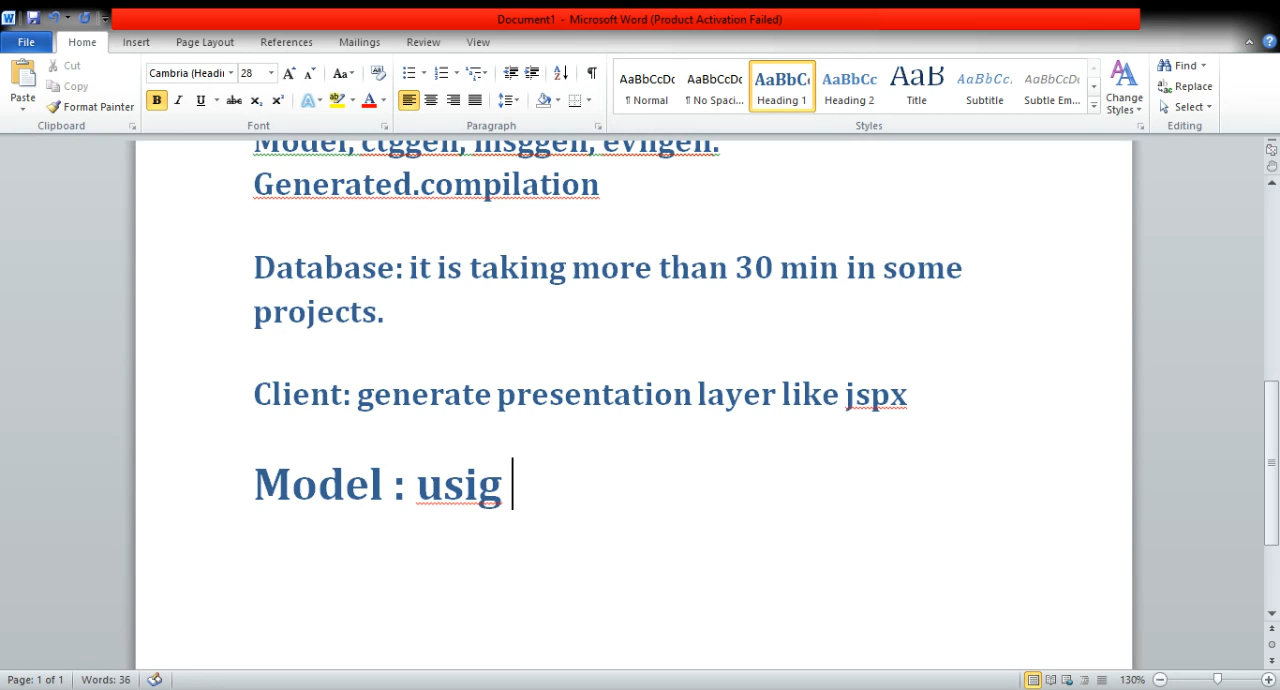 Document1 - Microsoft Word (Product Activation Failed)
File Home Insert Page Layout References Mailings Review View
Paste Cut Copy Format Painter
Clipboard
Cambria (Headi 28
Font
Paragraph
AaBbCcDc Normal
AaBbCcDc No Spaci...
AaBbC Heading 1
AaBbCc Heading 2
AaB Title
AaBbCc. Subtitle
AaBbCcDt Subtle Em...
Change Styles
Styles
Find
Replace
Select
Editing
Model, ctggen, msggen, evngen.
Generated.compilation
Database: it is taking more than 30 min in some
projects.
Client: generate presentation layer like jspx
Model : usig
Page: 1 of 1 Words: 36 130%